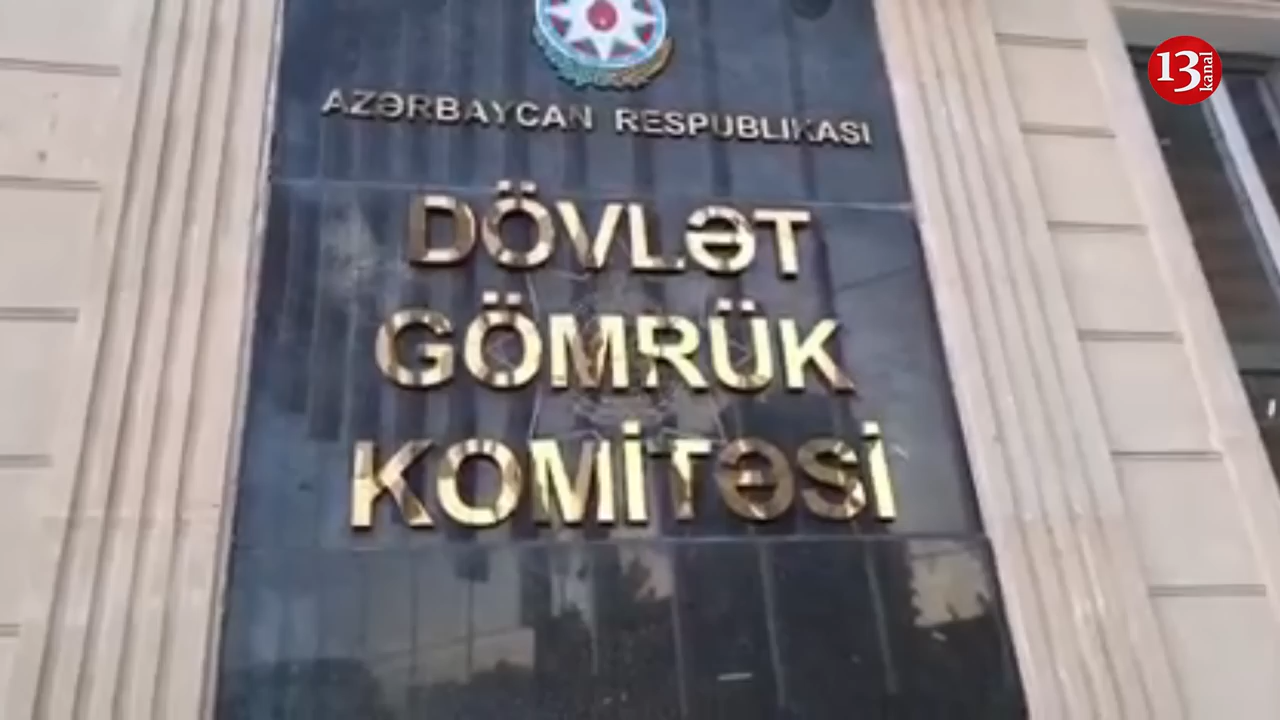 13
kanal
AZƏRBAYCAN RESPUBLIKASI
DÖVLƏT
GÖMRÜK
KOMİTƏSİ